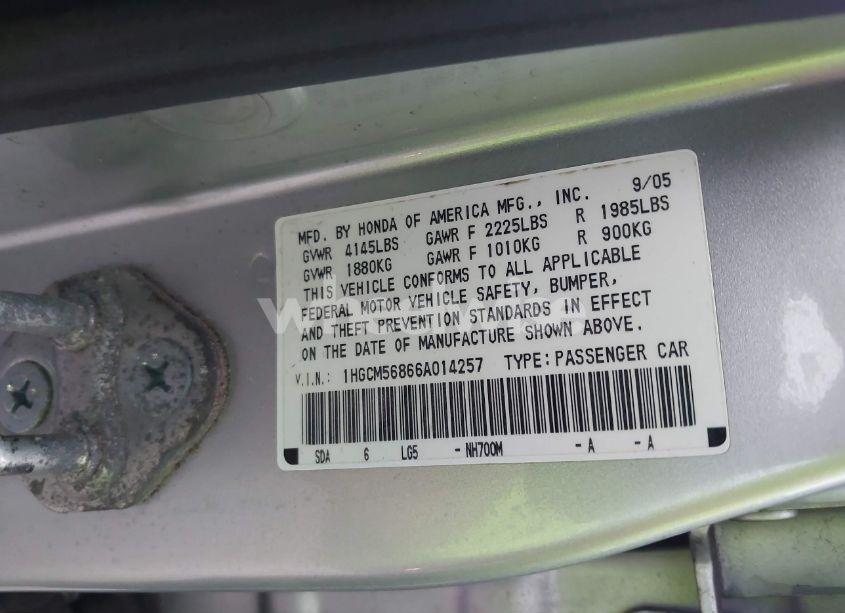 MFD. BY HONDA OF AMERICA MFG., INC. 9/05
GVWR 4145LBS GAWR F 2225LBS R 1985LBS
GVWR 1880KG GAWR F 1010KG R 900KG
THIS VEHICLE CONFORMS TO ALL APPLICABLE
FEDERAL MOTOR VEHICLE SAFETY, BUMPER,
AND THEFT PREVENTION STANDARDS IN EFFECT
ON THE DATE OF MANUFACTURE SHOWN ABOVE.
V.I.N.: 1HGCM56866A014257 TYPE: PASSENGER CAR
SDA 6 LG5 - NH700M - A - A